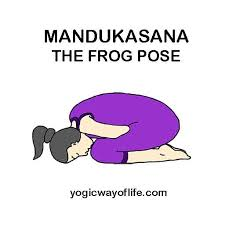 MANDUKASANA
THE FROG POSE
yogicwayoflife.com